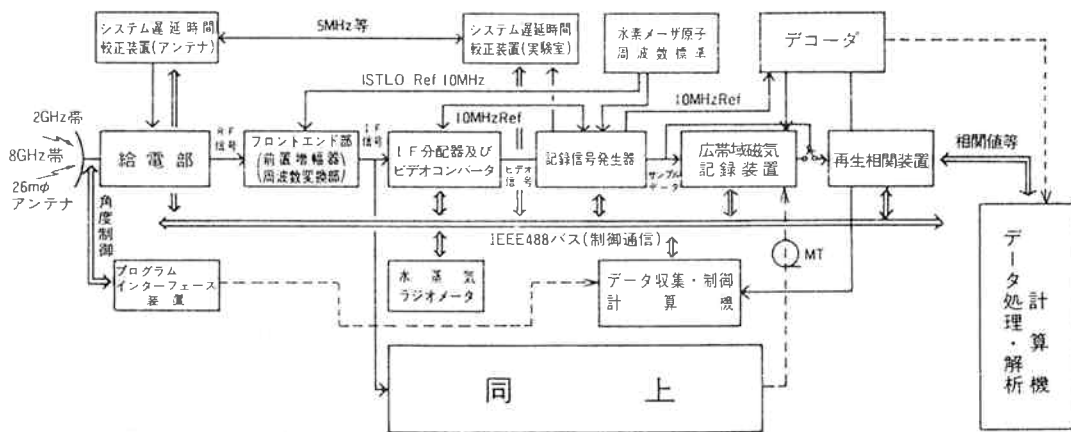 システム遅延時間
較正装置(アンテナ)
5MHz等
システム遅延時間
較正装置(実験室)
水素メーザ原子
周波数標準
デコーダ
1STLO Ref 10MHz
10MHzRef
10MHzRef
2GHz帯
8GHz帯
26mφ
アンテナ
給電部
RF
信号
フロントエンド部
(前置増幅器)
(周波数変換部)
IF
信号
IF分配器及び
ビデオコンバータ
ビデオ
信号
記録信号発生器
サンプル
データ
広帯域磁気
記録装置
再生相関装置
相関値等
角度制御
IEEE488バス(制御通信)
MT
プログラム
インターフェース
装置
水蒸気
ラジオメータ
データ収集・制御
計算機
データ処理・解析
計算機
同上